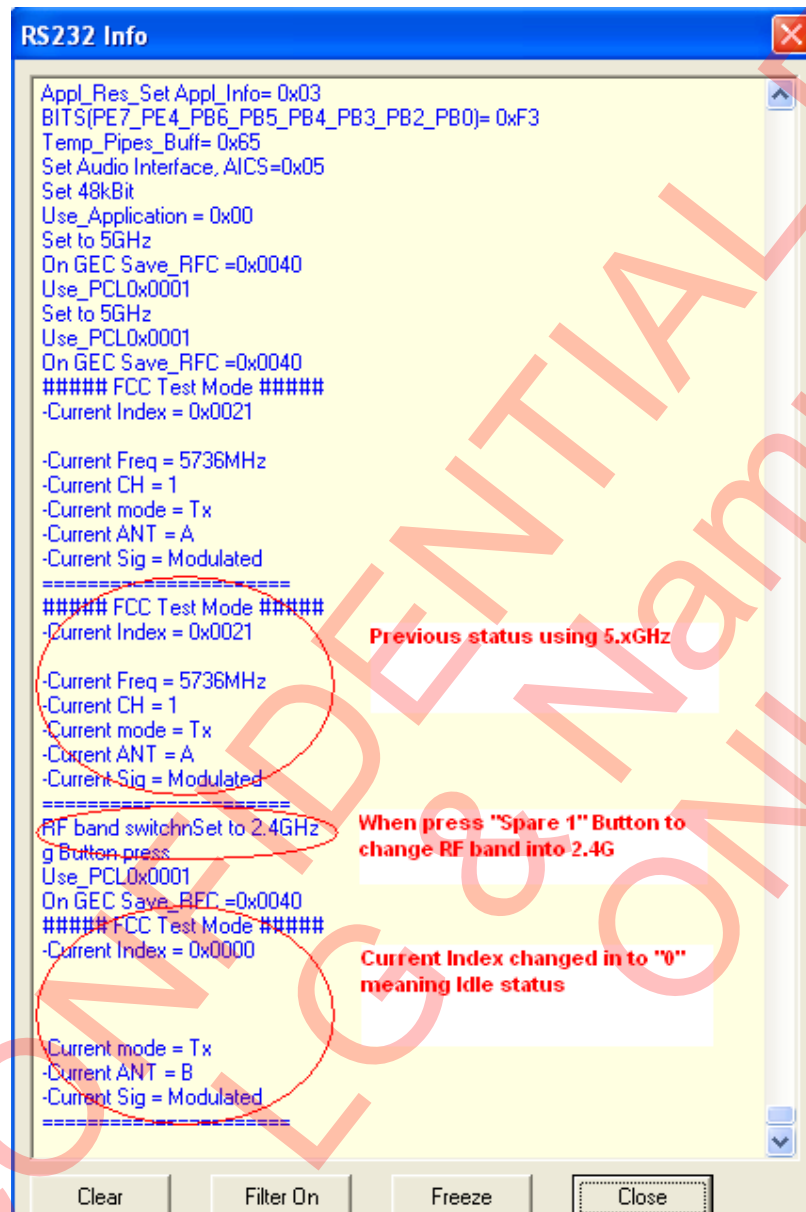 RS232 Info
Appl_Res_Set Appl_Info= 0x03
BITS(PE7_PE4_PB6_PB5_PB4_PB3_PB2_PB0)= 0xF3
Temp_Pipes_Buff= 0x65
Set Audio Interface, AICS=0x05
Set 48kBit
Use_Application = 0x00
Set to 5GHz
On GEC Save_RFC =0x0040
Use_PCL0x0001
Set to 5GHz
Use_PCL0x0001
On GEC Save_RFC =0x0040
##### FCC Test Mode #####
-Current Index = 0x0021
-Current Freq = 5736MHz
-Current CH = 1
-Current mode = Tx
-Current ANT = A
-Current Sig = Modulated
======================
##### FCC Test Mode #####
-Current Index = 0x0021
Previous status using 5.xGHz
-Current Freq = 5736MHz
-Current CH = 1
-Current mode = Tx
-Current ANT = A
-Current Sig = Modulated
======================
RF band switchnSet to 2.4GHz
g Button press
When press "Spare 1" Button to
change RF band into 2.4G
Use_PCL0x0001
On GEC Save_RFC =0x0040
##### FCC Test Mode #####
-Current Index = 0x0000
Current Index changed in to "0"
meaning Idle status
-Current mode = Tx
-Current ANT = B
-Current Sig = Modulated
======================
Clear
Filter On
Freeze
Close
CONFIDENTIAL
LG & Nam
ONL